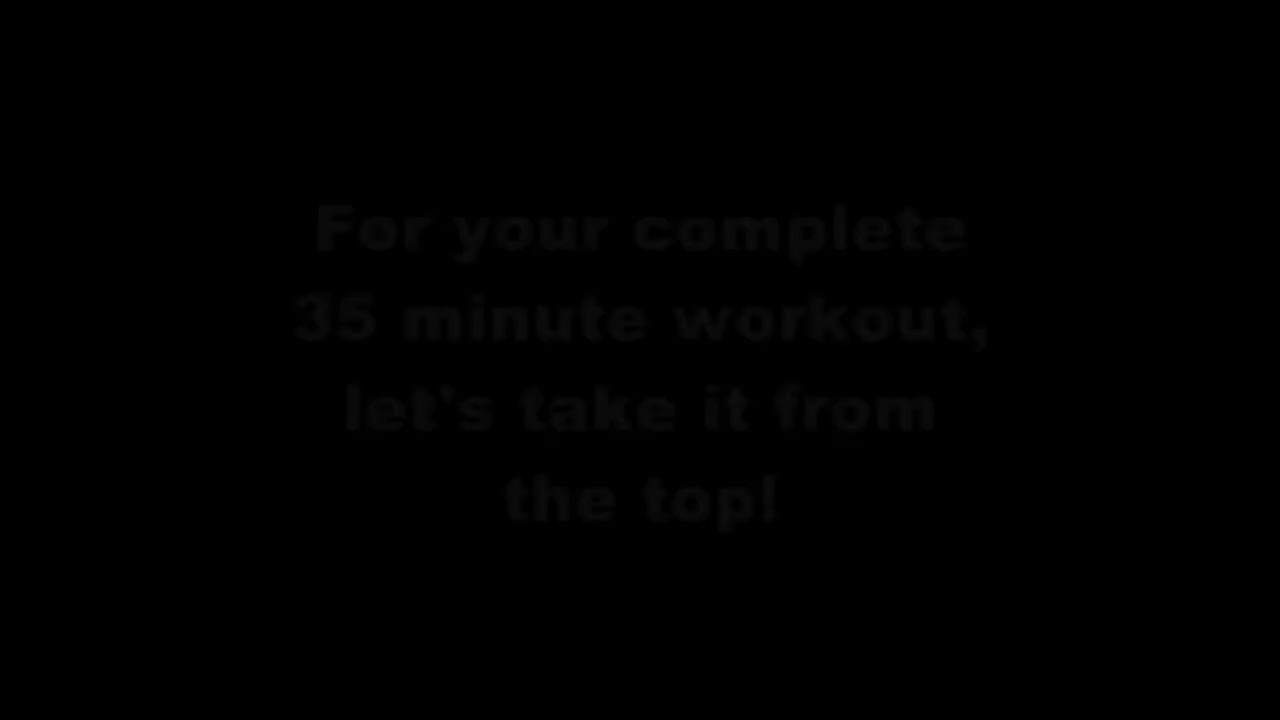 For your complete
35 minute workout,
let's take it from
the top!